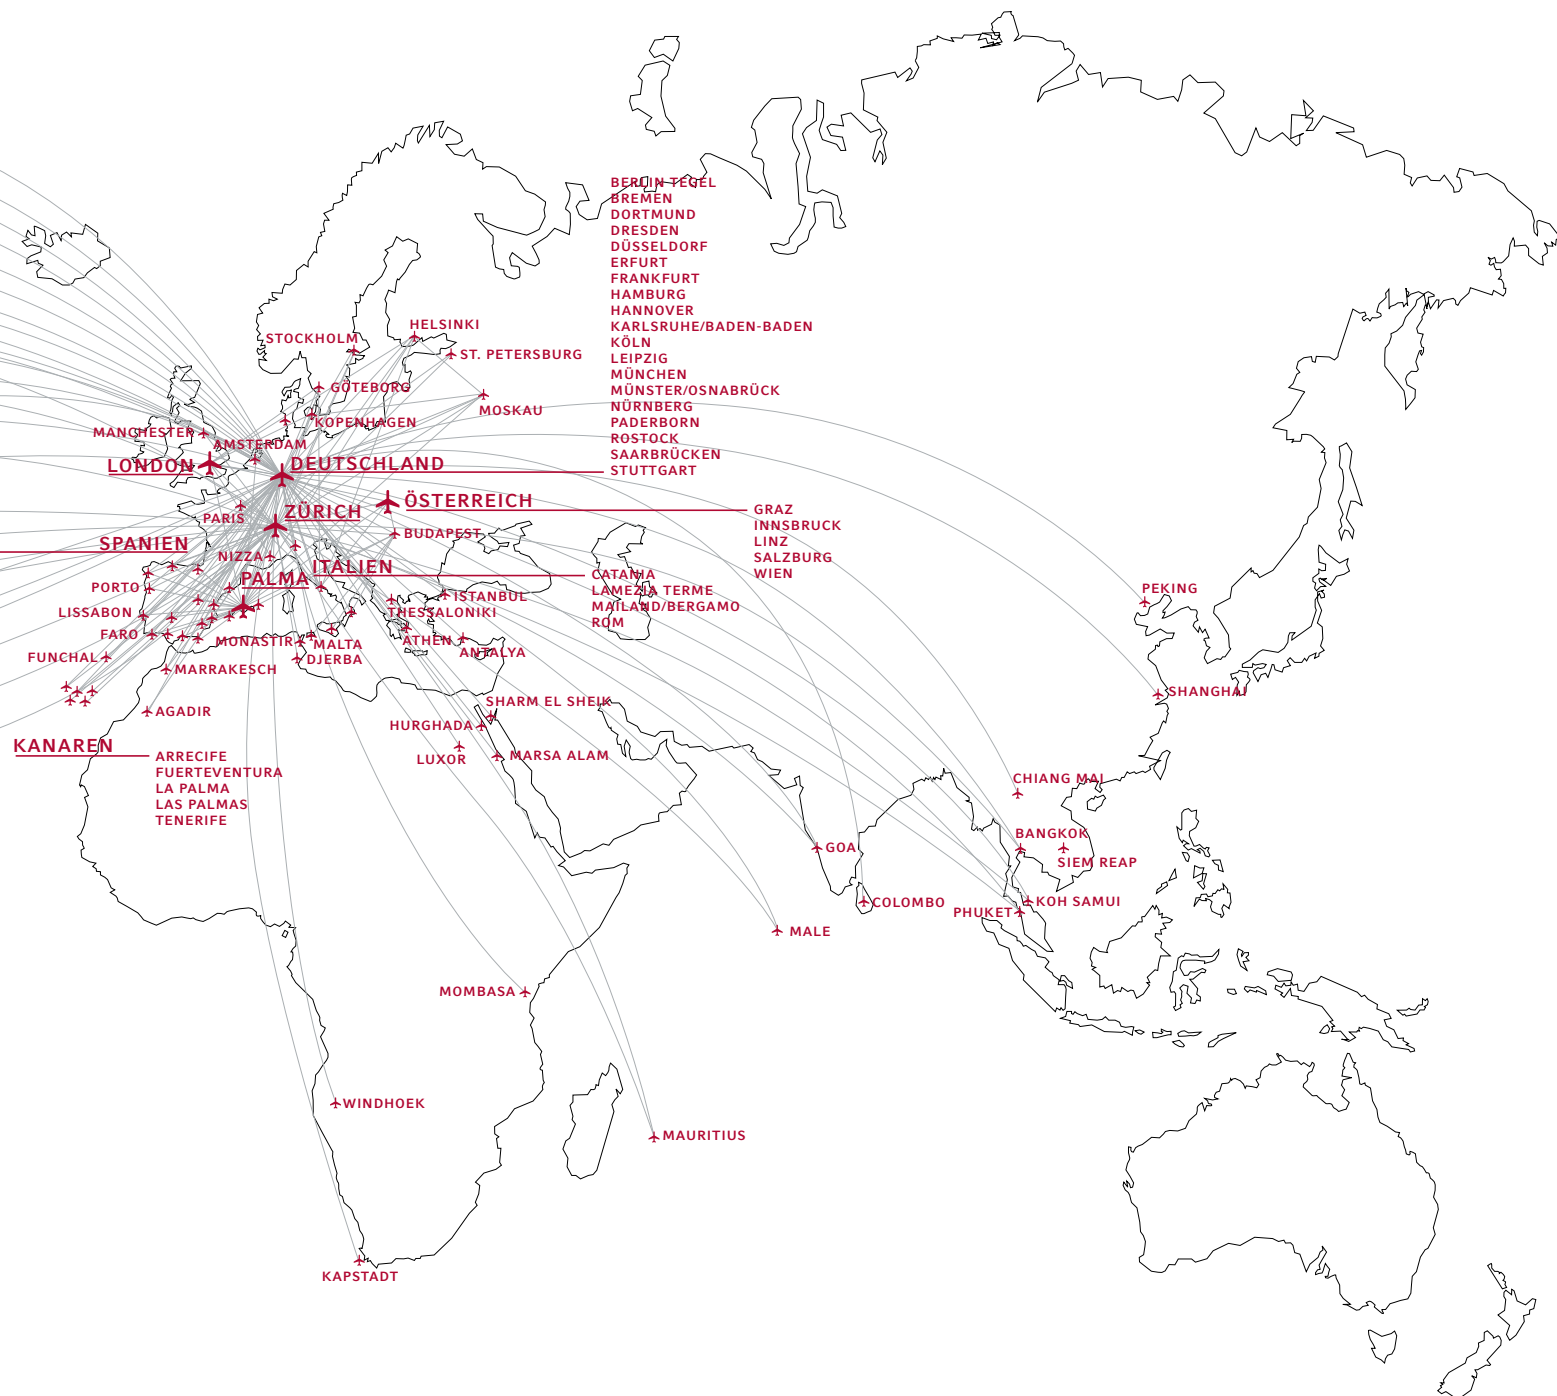 BERLIN TEGEL
BREMEN
DORTMUND
DRESDEN
DÜSSELDORF
ERFURT
FRANKFURT
HAMBURG
HANNOVER
KARLSRUHE/BADEN-BADEN
KÖLN
LEIPZIG
MÜNCHEN
MÜNSTER/OSNABRÜCK
NÜRNBERG
PADERBORN
ROSTOCK
SAARBRÜCKEN
STUTTGART
HELSINKI
STOCKHOLM
ST. PETERSBURG
GÖTEBORG
MOSKAU
KOPENHAGEN
MANCHESTER
AMSTERDAM
LONDON
DEUTSCHLAND
ÖSTERREICH
GRAZ
INNSBRUCK
LINZ
SALZBURG
WIEN
ZÜRICH
PARIS
BUDAPEST
SPANIEN
NIZZA
ITALIEN
CATANIA
LAMEZIA TERME
MAILAND/BERGAMO
ROM
PALMA
PORTO
ISTANBUL
LISSABON
THESSALONIKI
FARO
MONASTIR
MALTA
ATHEN
ANTALYA
FUNCHAL
DJERBA
MARRAKESCH
AGADIR
SHARM EL SHEIK
HURGHADA
LUXOR
MARSA ALAM
KANAREN
ARRECIFE
FUERTEVENTURA
LA PALMA
LAS PALMAS
TENERIFE
PEKING
SHANGHAI
CHIANG MAI
BANGKOK
SIEM REAP
GOA
COLOMBO
KOH SAMUI
PHUKET
MALE
MOMBASA
WINDHOEK
MAURITIUS
KAPSTADT